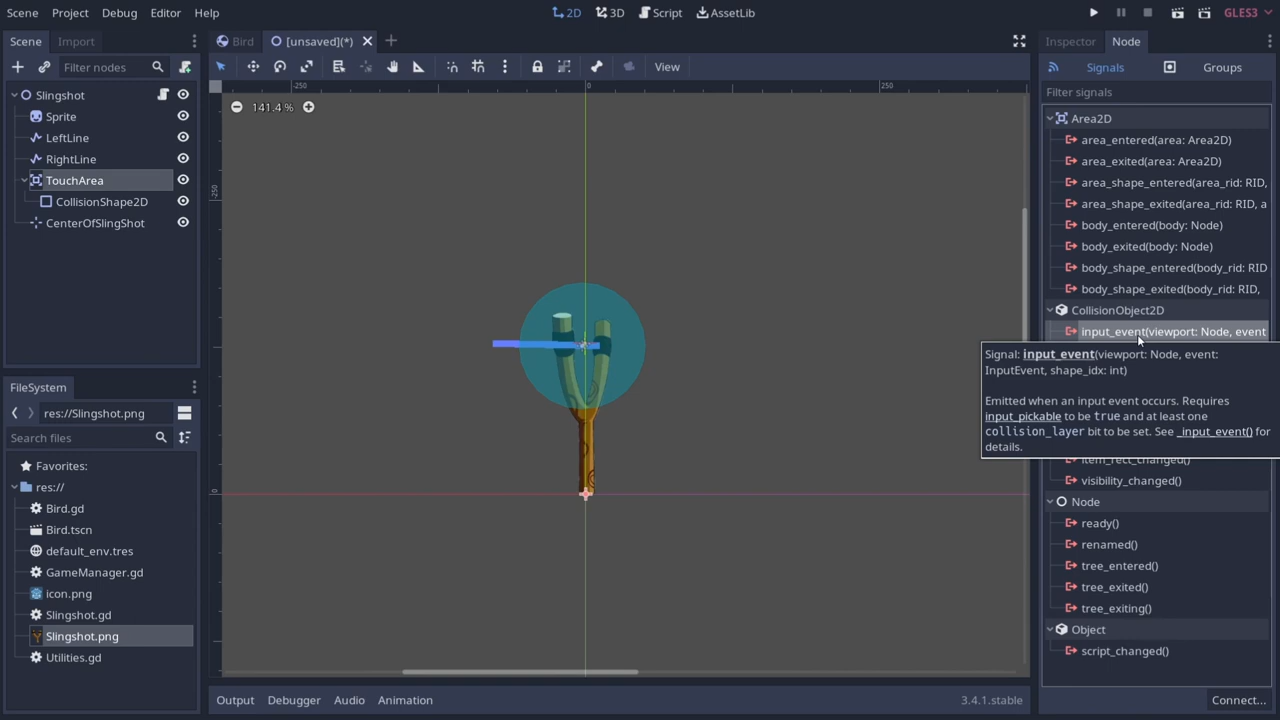 Scene Project Debug Editor Help
2D 3D Script AssetLib
GLES3
Scene Import
Filter nodes
Slingshot
Sprite
LeftLine
RightLine
TouchArea
CollisionShape2D
CenterOfSlingShot
FileSystem
res://Slingshot.png
Search files
Favorites:
res://
Bird.gd
Bird.tscn
default_env.tres
GameManager.gd
icon.png
Slingshot.gd
Slingshot.png
Utilities.gd
Bird [unsaved](*)
View
-250 0 250
141.4 %
-250
0
Output Debugger Audio Animation 3.4.1.stable
Inspector Node
Signals Groups
Filter signals
Area2D
area_entered(area: Area2D)
area_exited(area: Area2D)
area_shape_entered(area_rid: RID,
area_shape_exited(area_rid: RID, a
body_entered(body: Node)
body_exited(body: Node)
body_shape_entered(body_rid: RID
body_shape_exited(body_rid: RID,
CollisionObject2D
input_event(viewport: Node, event
Signal: input_event(viewport: Node, event:
InputEvent, shape_idx: int)
Emitted when an input event occurs. Requires
input_pickable to be true and at least one
collision_layer bit to be set. See _input_event() for
details.
item_rect_changed()
visibility_changed()
Node
ready()
renamed()
tree_entered()
tree_exited()
tree_exiting()
Object
script_changed()
Connect...